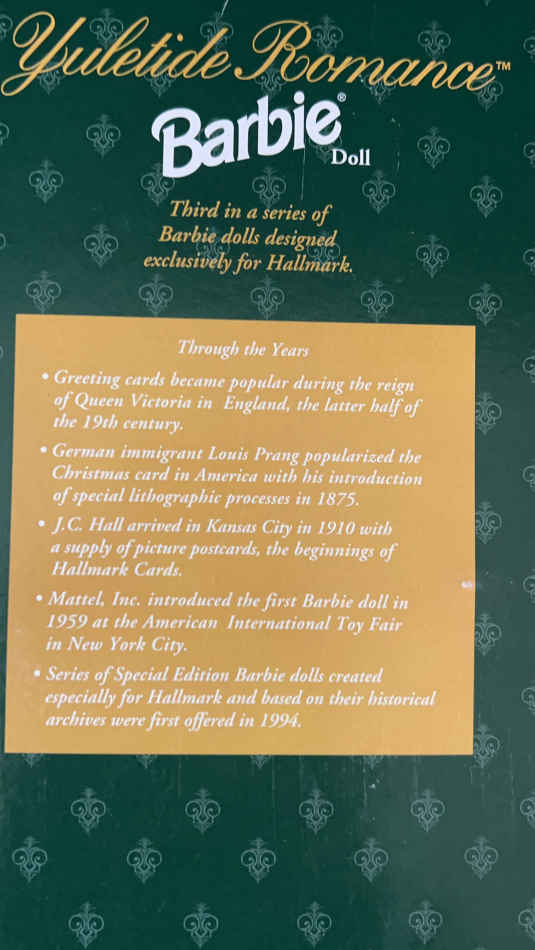 Yuletide Romance™
Barbie®
Doll
Third in a series of
Barbie dolls designed
exclusively for Hallmark.
Through the Years
• Greeting cards became popular during the reign
of Queen Victoria in England, the latter half of
the 19th century.
• German immigrant Louis Prang popularized the
Christmas card in America with his introduction
of special lithographic processes in 1875.
• J.C. Hall arrived in Kansas City in 1910 with
a supply of picture postcards, the beginnings of
Hallmark Cards.
• Mattel, Inc. introduced the first Barbie doll in
1959 at the American International Toy Fair
in New York City.
• Series of Special Edition Barbie dolls created
especially for Hallmark and based on their historical
archives were first offered in 1994.